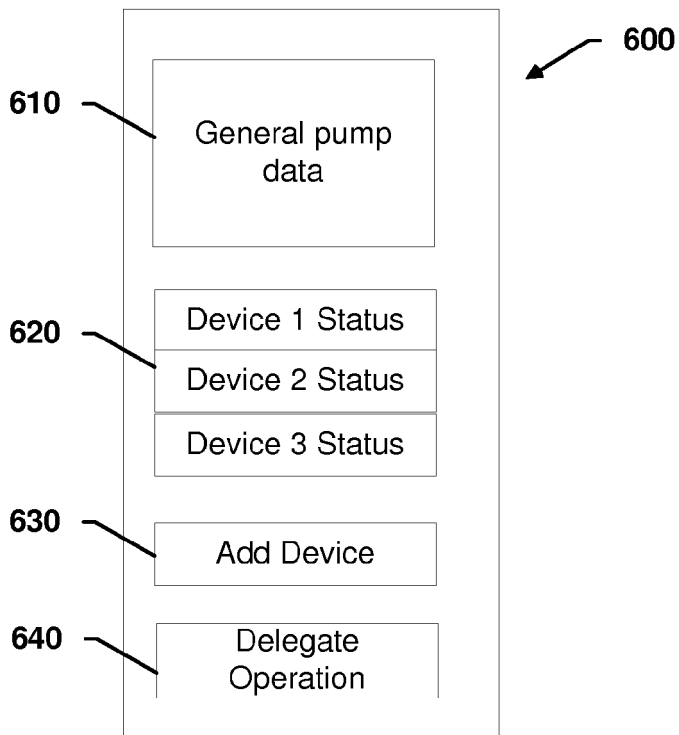 600
610
General pump
data
620
Device 1 Status
Device 2 Status
Device 3 Status
630
Add Device
640
Delegate
Operation